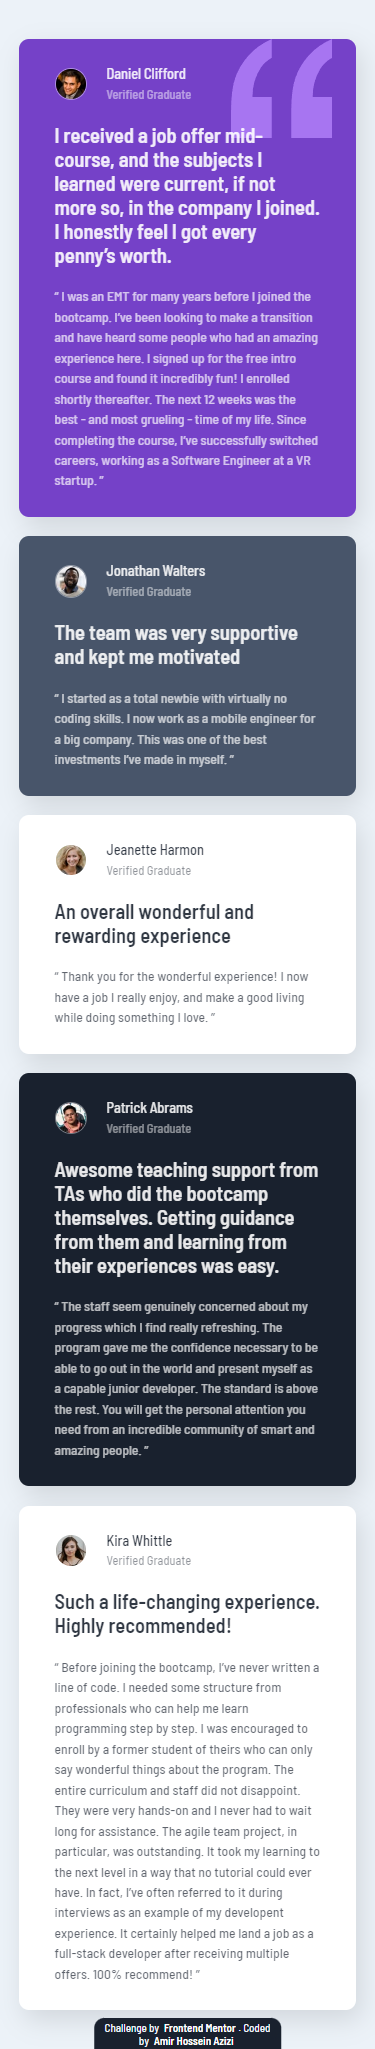 Daniel Clifford
Verified Graduate
I received a job offer mid-
course, and the subjects I
learned were current, if not
more so, in the company I joined.
I honestly feel I got every
penny’s worth.
“ I was an EMT for many years before I joined the
bootcamp. I’ve been looking to make a transition
and have heard some people who had an amazing
experience here. I signed up for the free intro
course and found it incredibly fun! I enrolled
shortly thereafter. The next 12 weeks was the
best - and most grueling - time of my life. Since
completing the course, I’ve successfully switched
careers, working as a Software Engineer at a VR
startup. ”
Jonathan Walters
Verified Graduate
The team was very supportive
and kept me motivated
“ I started as a total newbie with virtually no
coding skills. I now work as a mobile engineer for
a big company. This was one of the best
investments I’ve made in myself. ”
Jeanette Harmon
Verified Graduate
An overall wonderful and
rewarding experience
“ Thank you for the wonderful experience! I now
have a job I really enjoy, and make a good living
while doing something I love. ”
Patrick Abrams
Verified Graduate
Awesome teaching support from
TAs who did the bootcamp
themselves. Getting guidance
from them and learning from
their experiences was easy.
“ The staff seem genuinely concerned about my
progress which I find really refreshing. The
program gave me the confidence necessary to be
able to go out in the world and present myself as
a capable junior developer. The standard is above
the rest. You will get the personal attention you
need from an incredible community of smart and
amazing people. ”
Kira Whittle
Verified Graduate
Such a life-changing experience.
Highly recommended!
“ Before joining the bootcamp, I’ve never written a
line of code. I needed some structure from
professionals who can help me learn
programming step by step. I was encouraged to
enroll by a former student of theirs who can only
say wonderful things about the program. The
entire curriculum and staff did not disappoint.
They were very hands-on and I never had to wait
long for assistance. The agile team project, in
particular, was outstanding. It took my learning to
the next level in a way that no tutorial could ever
have. In fact, I’ve often referred to it during
interviews as an example of my developent
experience. It certainly helped me land a job as a
full-stack developer after receiving multiple
offers. 100% recommend! ”
Challenge by Frontend Mentor . Coded
by Amir Hossein Azizi